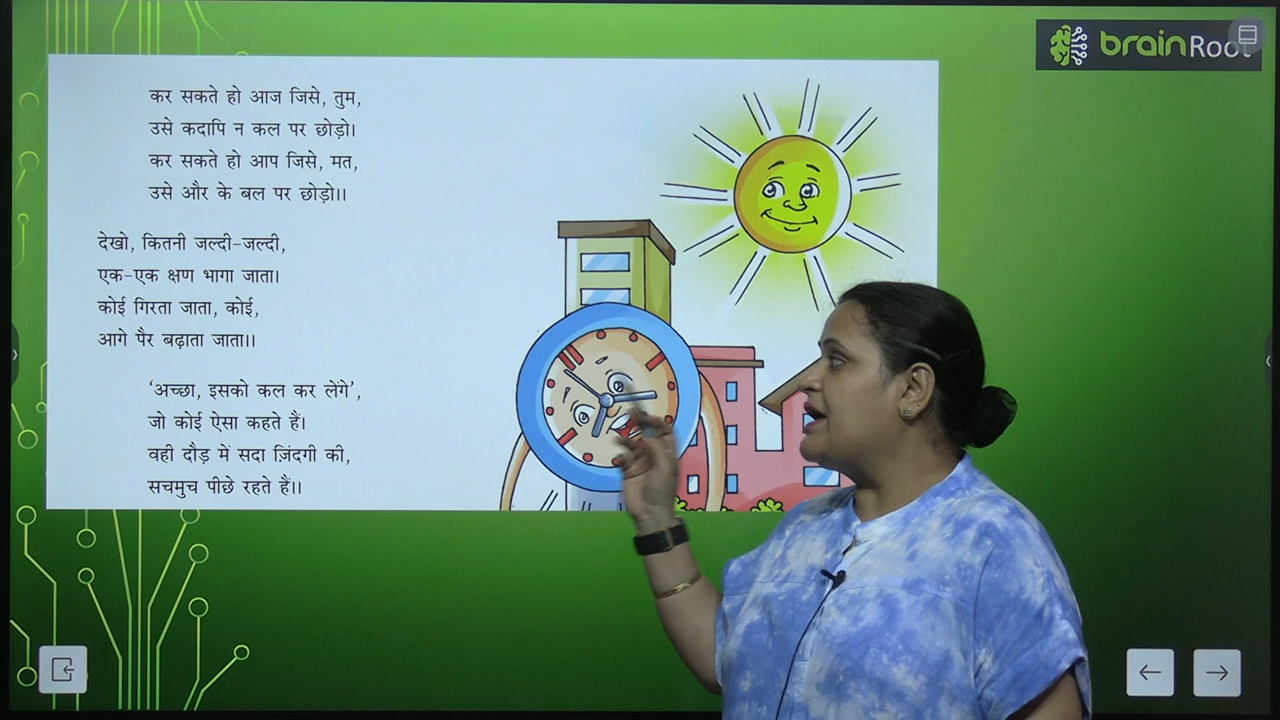 brainRoot
कर सकते हो आज जिसे, तुम,
उसे कदापि न कल पर छोड़ो।
कर सकते हो आप जिसे, मत,
उसे और के बल पर छोड़ो।।
देखो, कितनी जल्दी-जल्दी,
एक-एक क्षण भागा जाता।
कोई गिरता जाता, कोई,
आगे पैर बढ़ाता जाता।।
‘अच्छा, इसको कल कर लेंगे’,
जो कोई ऐसा कहते हैं।
वही दौड़ में सदा ज़िंदगी की,
सचमुच पीछे रहते हैं।।